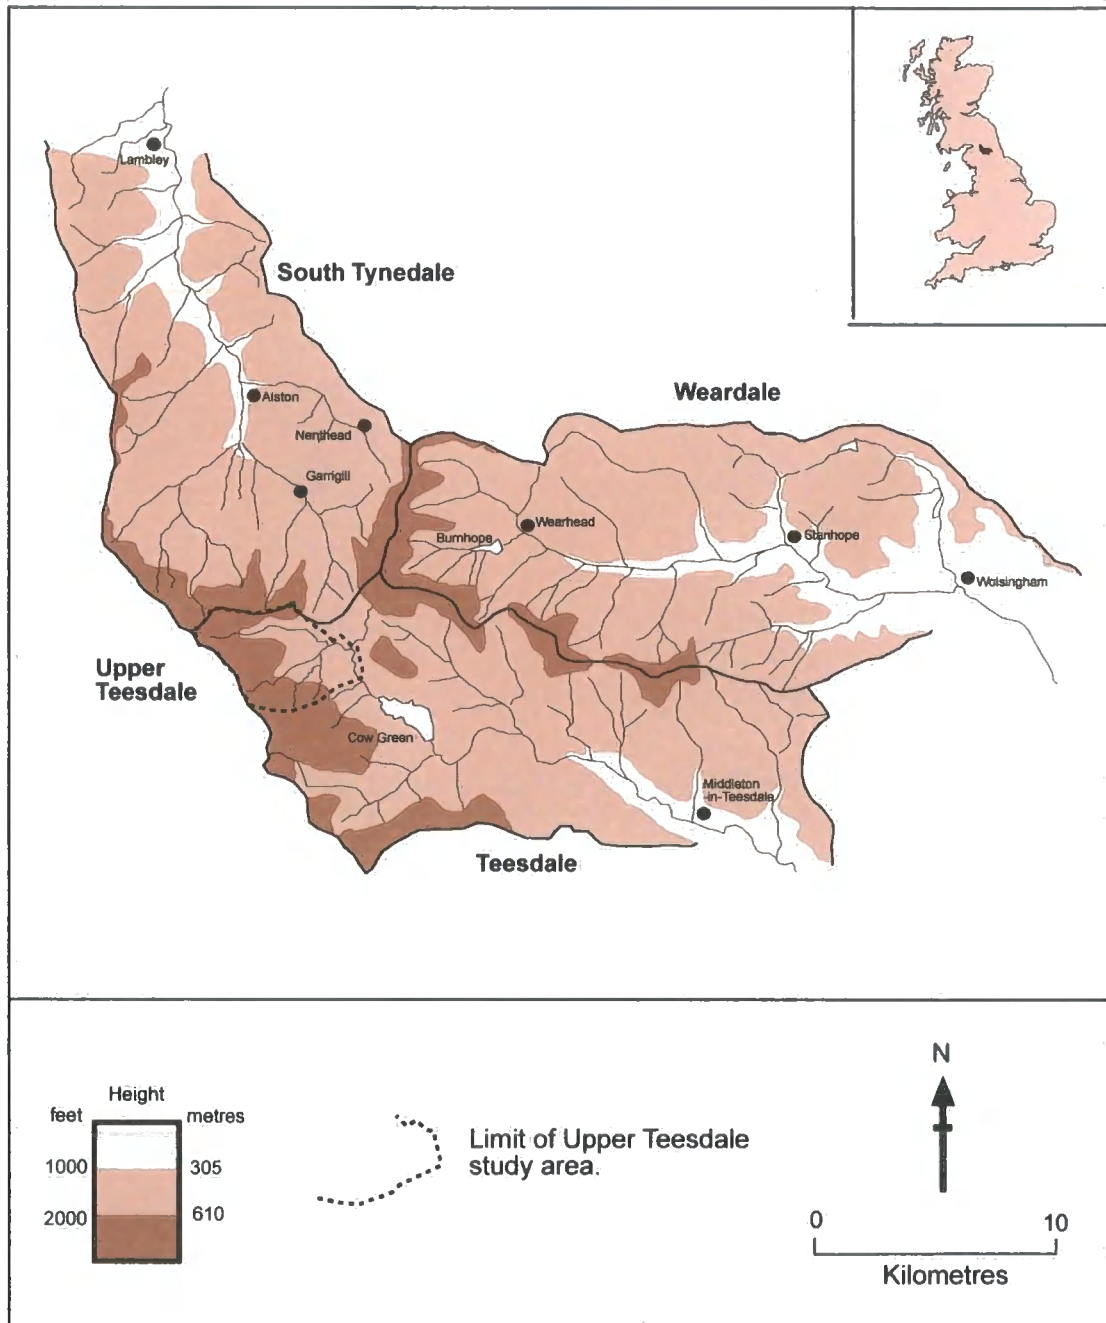 Lambley
South Tynedale
Weardale
Alston
Nenthead
Garrigill
Burnhope
Wearhead
Stanhope
Wolsingham
Upper
Teesdale
Cow Green
Middleton
-in-Teesdale
Teesdale
Height
feet
metres
1000
305
2000
610
Limit of Upper Teesdale
study area.
N
0
10
Kilometres